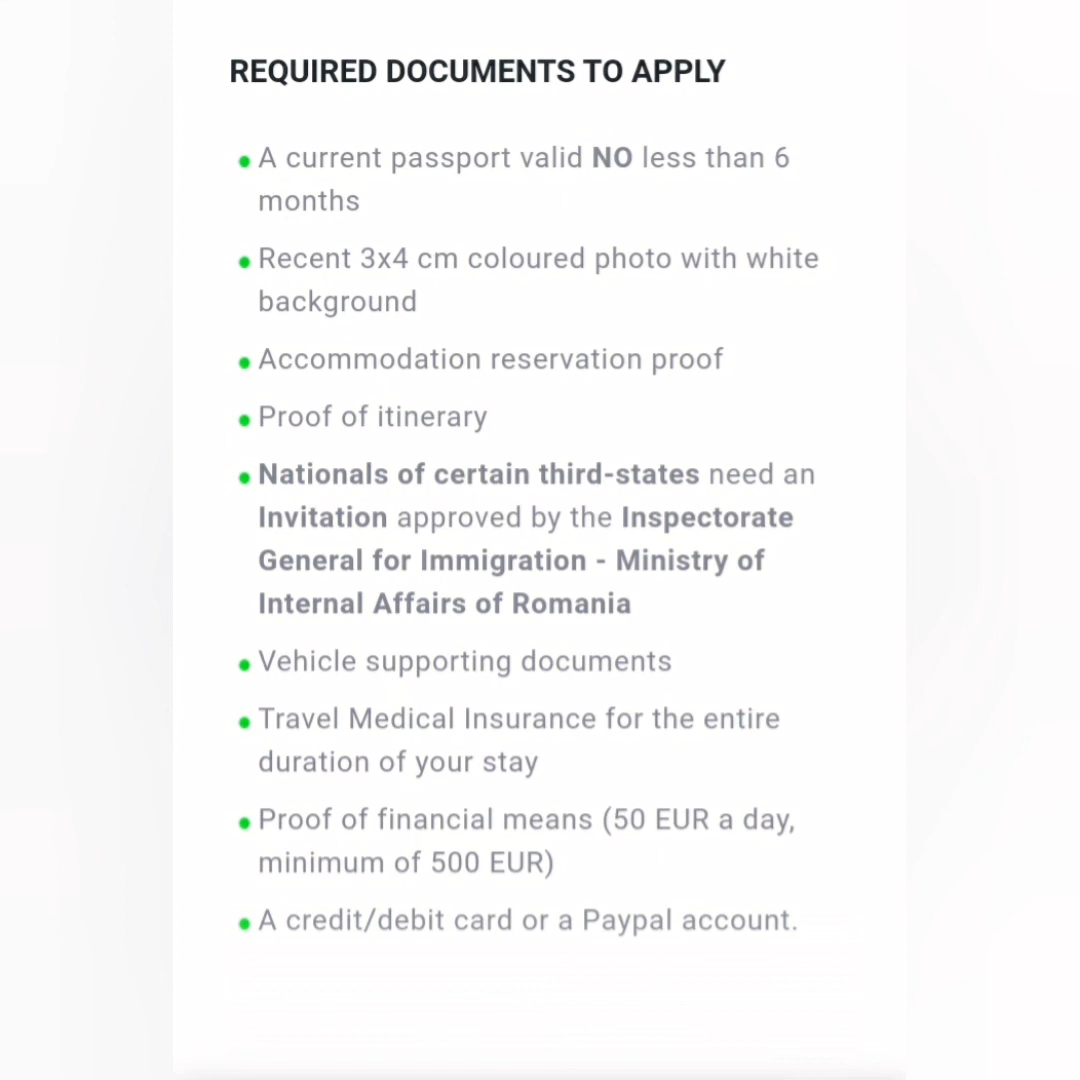 REQUIRED DOCUMENTS TO APPLY
A current passport valid NO less than 6
months
Recent 3x4 cm coloured photo with white
background
Accommodation reservation proof
Proof of itinerary
Nationals of certain third-states need an
Invitation approved by the Inspectorate
General for Immigration - Ministry of
Internal Affairs of Romania
Vehicle supporting documents
Travel Medical Insurance for the entire
duration of your stay
Proof of financial means (50 EUR a day,
minimum of 500 EUR)
A credit/debit card or a Paypal account.